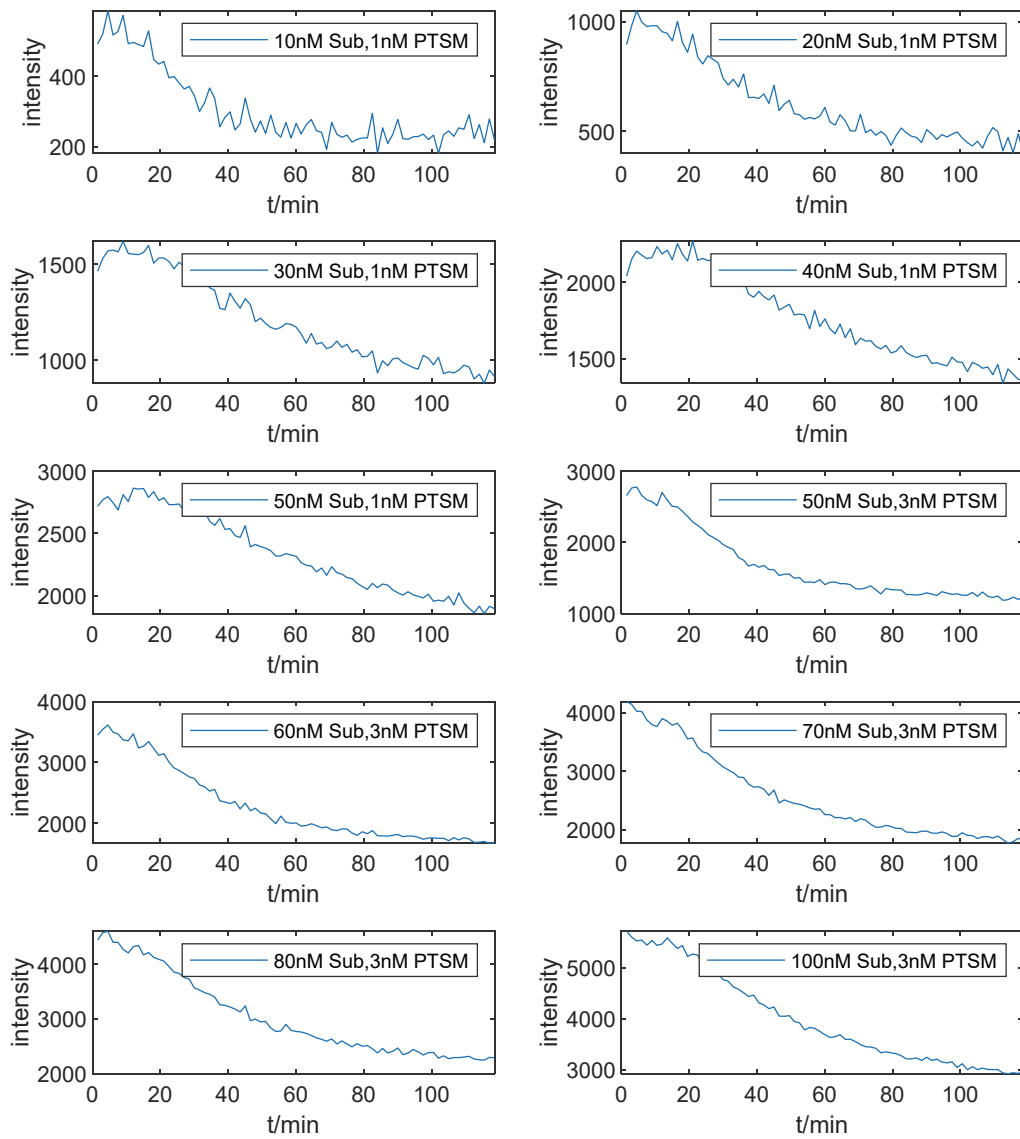 intensity
400
200
10nM Sub,1nM PTSM
0 20 40 60 80 100
t/min
intensity
1000
500
20nM Sub,1nM PTSM
0 20 40 60 80 100
t/min
intensity
1500
1000
30nM Sub,1nM PTSM
0 20 40 60 80 100
t/min
intensity
2000
1500
40nM Sub,1nM PTSM
0 20 40 60 80 100
t/min
intensity
3000
2500
2000
50nM Sub,1nM PTSM
0 20 40 60 80 100
t/min
intensity
3000
2000
1000
50nM Sub,3nM PTSM
0 20 40 60 80 100
t/min
intensity
4000
3000
2000
60nM Sub,3nM PTSM
0 20 40 60 80 100
t/min
intensity
4000
3000
2000
70nM Sub,3nM PTSM
0 20 40 60 80 100
t/min
intensity
4000
3000
2000
80nM Sub,3nM PTSM
0 20 40 60 80 100
t/min
intensity
5000
4000
3000
100nM Sub,3nM PTSM
0 20 40 60 80 100
t/min